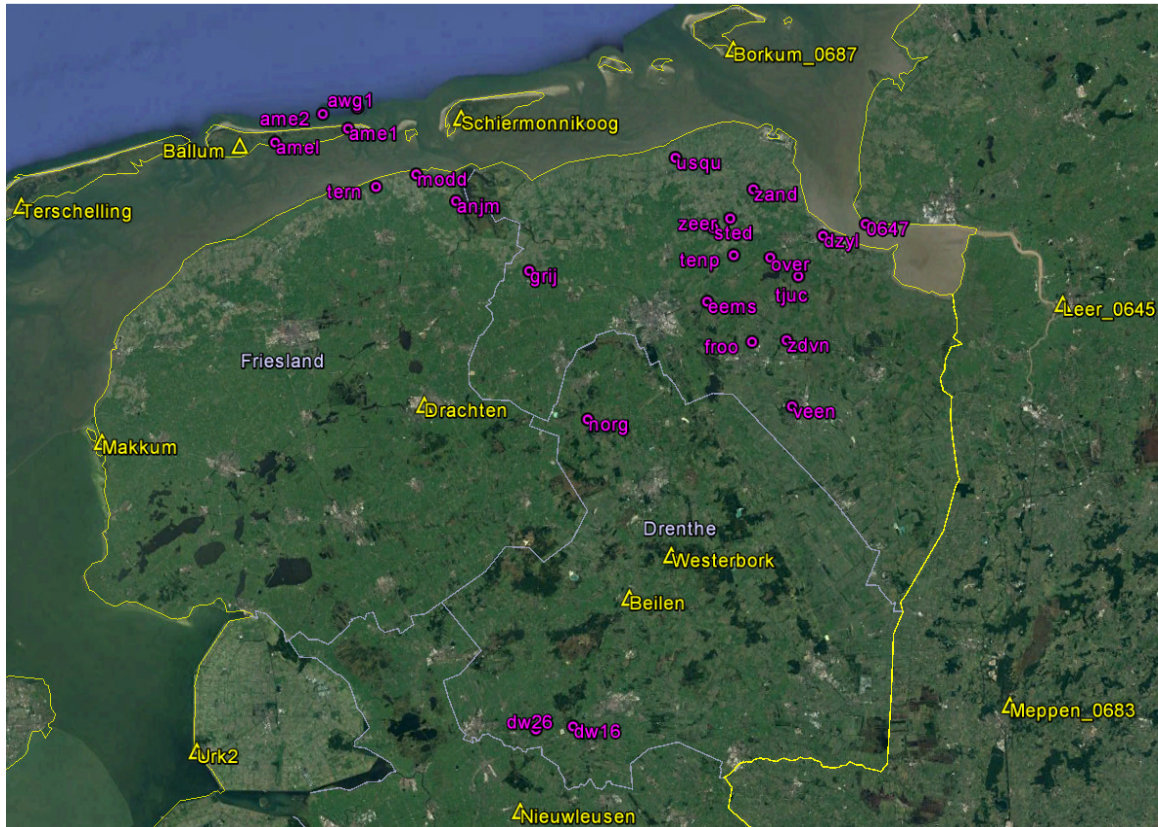 Borkum_0687
awg1
ame2
Schiermonnikoog
ame1
amel
Ballum
usqu
modd
tern
zand
anjm
Terschelling
zeer
0647
sted
dzyl
tenp
over
grij
tjuc
eems
Leer_0645
froo
zdvn
Friesland
Drachten
veen
norg
Makkum
Drenthe
Westerbork
Beilen
Meppen_0683
dw26
dw16
Urk2
Nieuwleusen